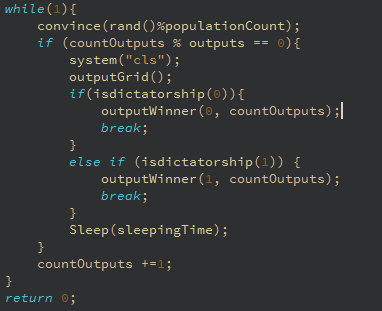 while(1){
    convince(rand()%populationCount);
    if (countOutputs % outputs == 0){
        system("cls");
        outputGrid();
        if(isdictatorship(0)){
            outputWinner(0, countOutputs);
            break;
        }
        else if (isdictatorship(1)) {
            outputWinner(1, countOutputs);
            break;
        }
        Sleep(sleepingTime);
    }
    countOutputs +=1;
}
return 0;